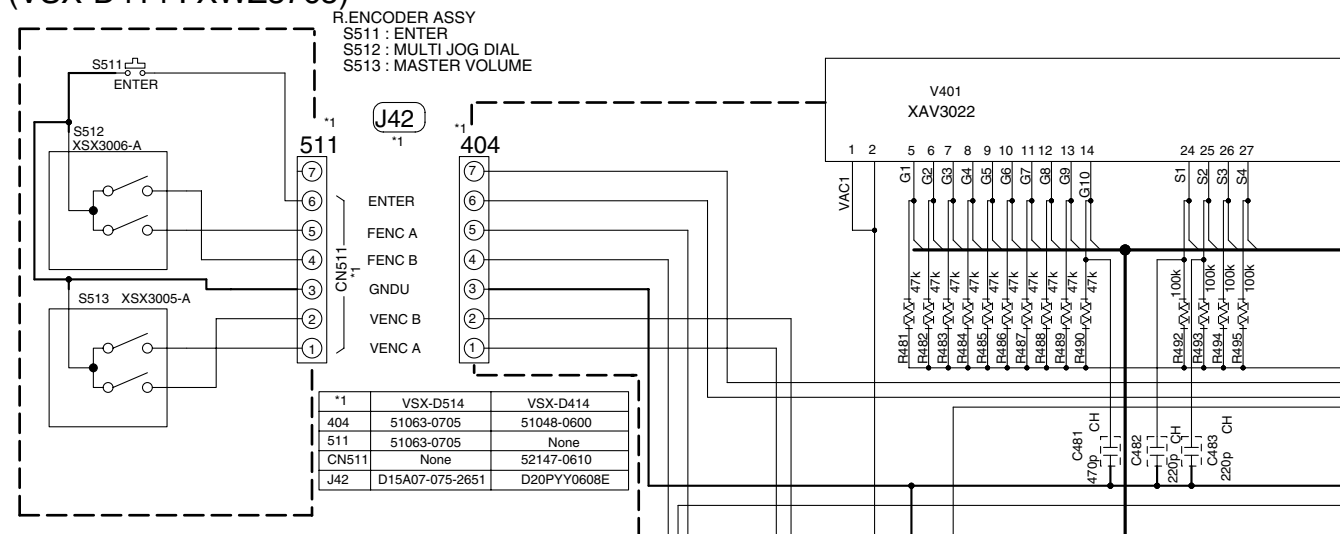 (VSX-D414 : XWZ3763)
R.ENCODER ASSY
S511 : ENTER
S512 : MULTI JOG DIAL
S513 : MASTER VOLUME
S511
ENTER
S512
XSX3006-A
S513 XSX3005-A
*1
511
J42
*1
*1
404
7
6
5
4
3
2
1
CN511
*1
ENTER
FENC A
FENC B
GNDU
VENC B
VENC A
7
6
5
4
3
2
1
*1 VSX-D514 VSX-D414
404 51063-0705 51048-0600
511 51063-0705 None
CN511 None 52147-0610
J42 D15A07-075-2651 D20PYY0608E
V401
XAV3022
1 2 5 6 7 8 9 10 11 12 13 14 24 25 26 27
VAC1
G1 G2 G3 G4 G5 G6 G7 G8 G9 G10 S1 S2 S3 S4
47k 47k 47k 47k 47k 47k 47k 47k 47k 47k 100k 100k 100k 100k
R481 R482 R483 R484 R485 R486 R487 R488 R489 R490 R492 R493 R494 R495
C481 470p CH
C482 220p CH
C483 220p CH